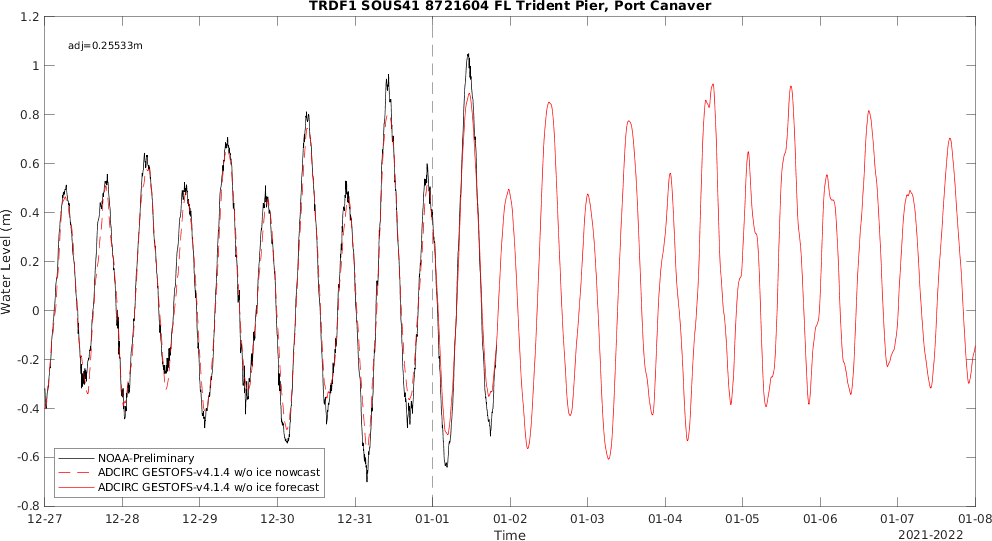 TRDF1 SOUS41 8721604 FL Trident Pier, Port Canaver
adj=0.25533m
1.2
1
0.8
0.6
0.4
0.2
0
-0.2
-0.4
-0.6
-0.8
Water Level (m)
NOAA-Preliminary
ADCIRC GESTOFS-v4.1.4 w/o ice nowcast
ADCIRC GESTOFS-v4.1.4 w/o ice forecast
12-27 12-28 12-29 12-30 12-31 01-01 01-02 01-03 01-04 01-05 01-06 01-07 01-08
Time
2021-2022